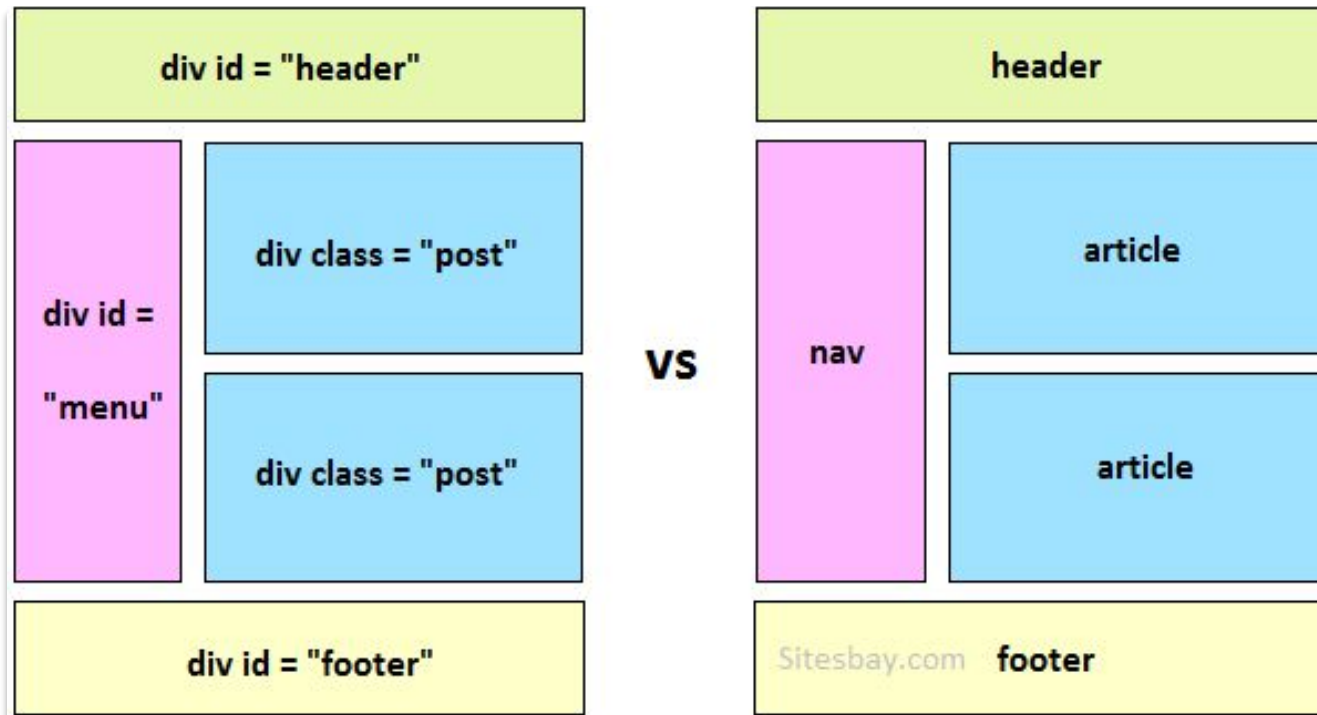 div id = "header"
div id =
"menu"
div class = "post"
div class = "post"
div id = "footer"
vs
header
nav
article
article
Sitesbay.com footer